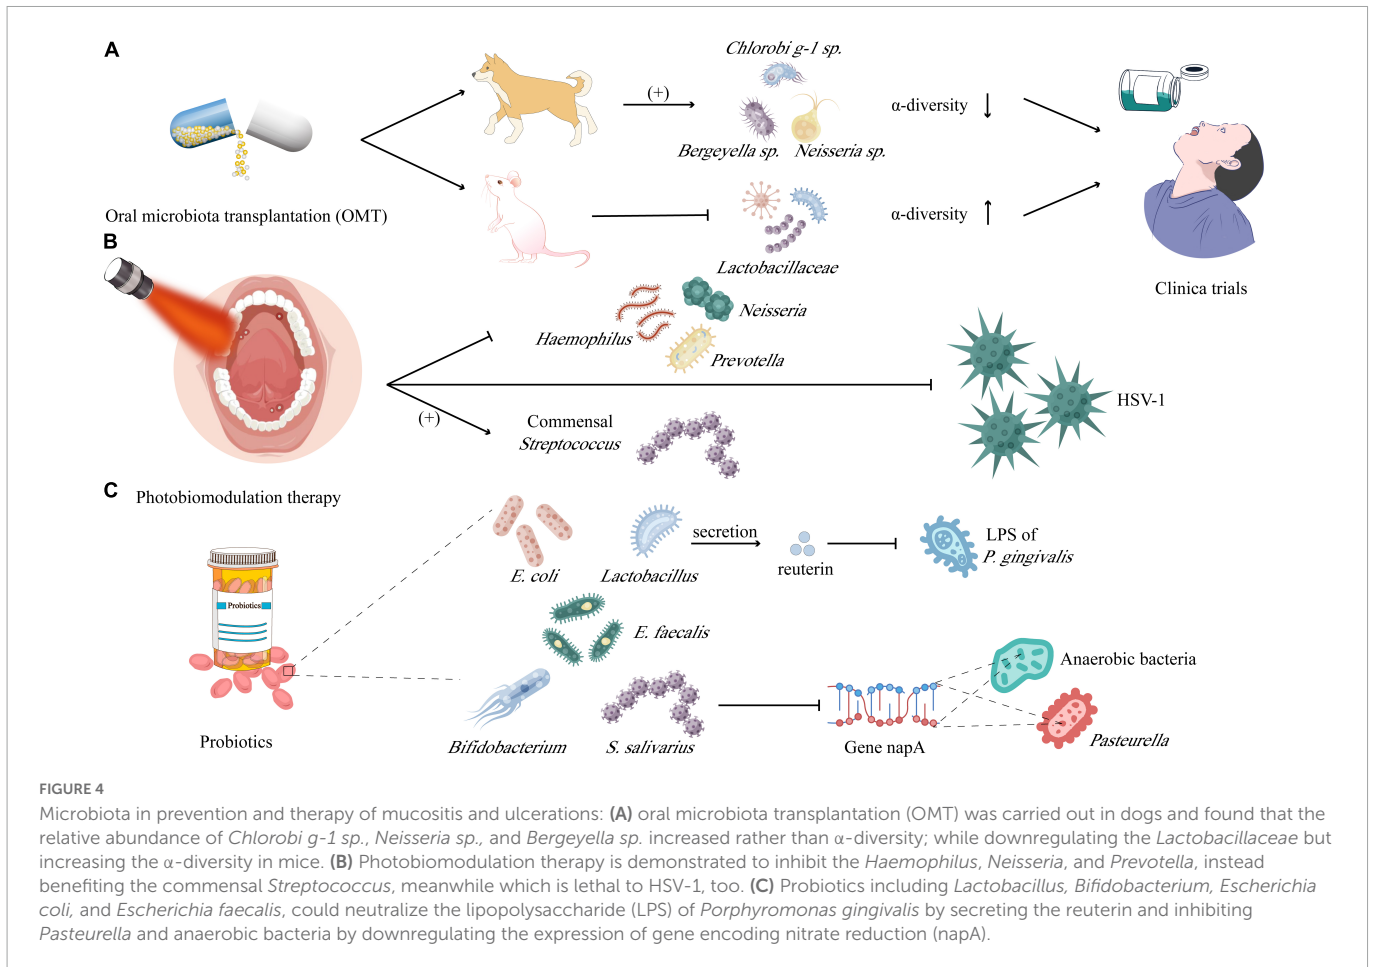 A
Chlorobi g-1 sp.
(+)
α-diversity ↓
Bergeyella sp. Neisseria sp.
Oral microbiota transplantation (OMT)
α-diversity ↑
Lactobacillaceae
Clinica trials
B
Neisseria
Haemophilus
Prevotella
HSV-1
(+)
Commensal
Streptococcus
Photobiomodulation therapy
C
E. coli
Lactobacillus
secretion
reuterin
LPS of
P. gingivalis
Probiotics
E. faecalis
Anaerobic bacteria
Bifidobacterium
S. salivarius
Gene napA
Pasteurella
Probiotics
FIGURE 4
Microbiota in prevention and therapy of mucositis and ulcerations: (A) oral microbiota transplantation (OMT) was carried out in dogs and found that the
relative abundance of Chlorobi g-1 sp., Neisseria sp., and Bergeyella sp. increased rather than α-diversity; while downregulating the Lactobacillaceae but
increasing the α-diversity in mice. (B) Photobiomodulation therapy is demonstrated to inhibit the Haemophilus, Neisseria, and Prevotella, instead
benefiting the commensal Streptococcus, meanwhile which is lethal to HSV-1, too. (C) Probiotics including Lactobacillus, Bifidobacterium, Escherichia
coli, and Escherichia faecalis, could neutralize the lipopolysaccharide (LPS) of Porphyromonas gingivalis by secreting the reuterin and inhibiting
Pasteurella and anaerobic bacteria by downregulating the expression of gene encoding nitrate reduction (napA).